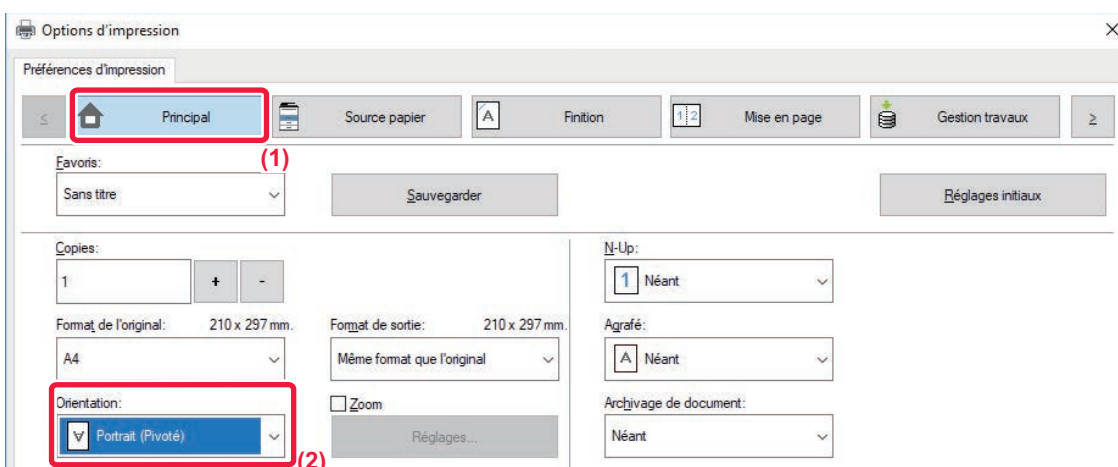 Options d'impression
Préférences d'impression
≤ Principal Source papier A Finition 1 2 Mise en page Gestion travaux ≥
(1)
Favoris:
Sans titre Sauvegarder Réglages initiaux
Copies: N-Up:
1 + - 1 Néant
Format de l'original: 210 x 297 mm. Format de sortie: 210 x 297 mm. Agrafé:
A4 Même format que l'original A Néant
Orientation: Zoom Archivage de document:
A Portrait (Pivoté) Réglages... Néant
(2)